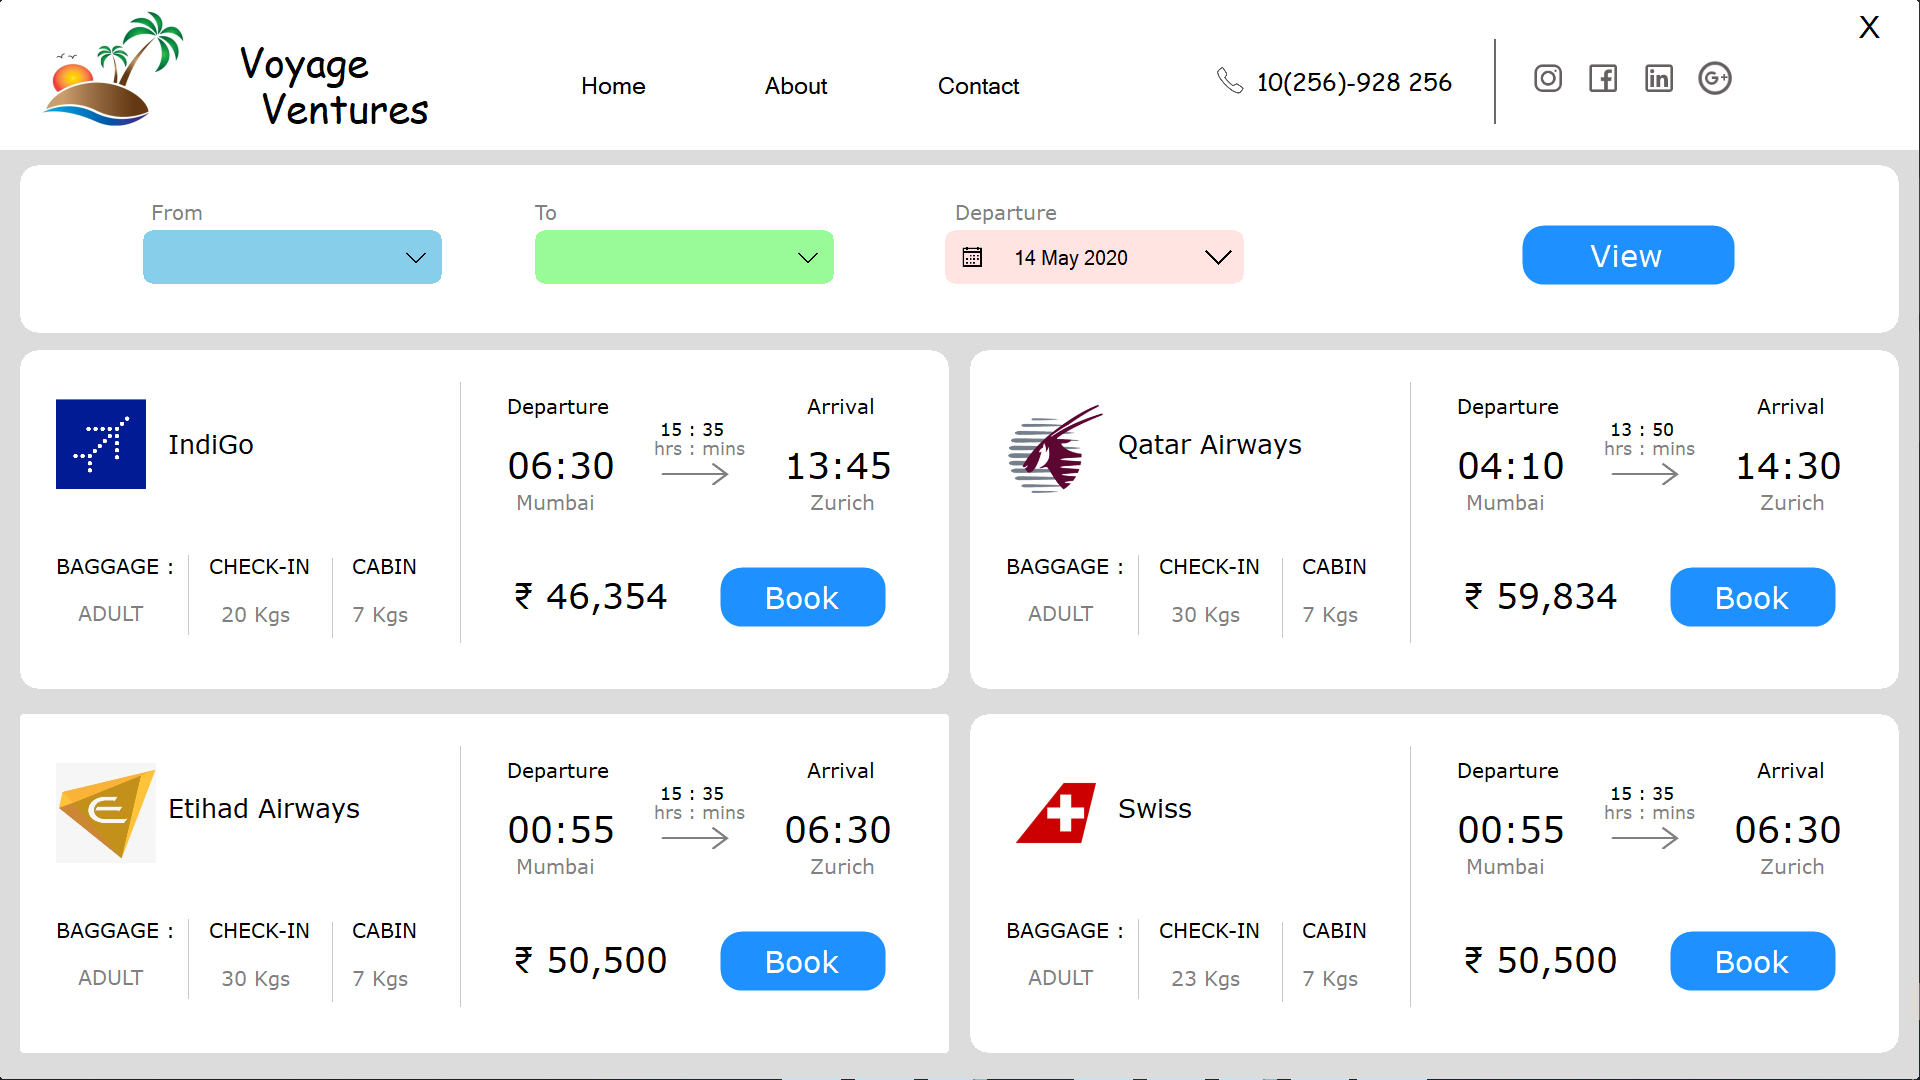 X
Voyage
Ventures
Home
About
Contact
10(256)-928 256
From
To
Departure
14 May 2020
View
IndiGo
Departure
15 : 35
hrs : mins
Arrival
06:30
13:45
Mumbai
Zurich
BAGGAGE :
CHECK-IN
CABIN
ADULT
20 Kgs
7 Kgs
₹ 46,354
Book
Qatar Airways
Departure
13 : 50
hrs : mins
Arrival
04:10
14:30
Mumbai
Zurich
BAGGAGE :
CHECK-IN
CABIN
ADULT
30 Kgs
7 Kgs
₹ 59,834
Book
Etihad Airways
Departure
15 : 35
hrs : mins
Arrival
00:55
06:30
Mumbai
Zurich
BAGGAGE :
CHECK-IN
CABIN
ADULT
30 Kgs
7 Kgs
₹ 50,500
Book
Swiss
Departure
15 : 35
hrs : mins
Arrival
00:55
06:30
Mumbai
Zurich
BAGGAGE :
CHECK-IN
CABIN
ADULT
23 Kgs
7 Kgs
₹ 50,500
Book